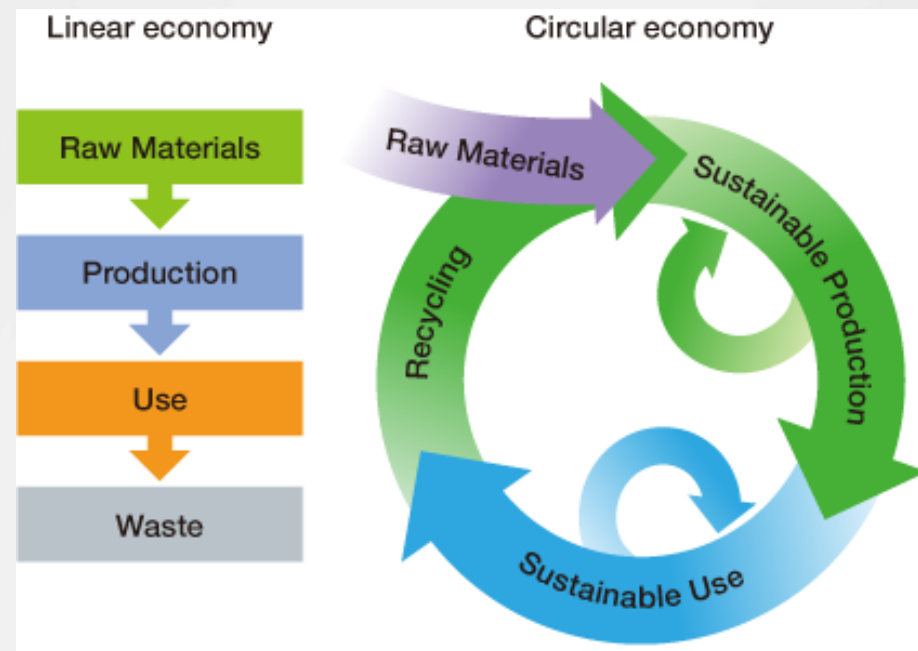 Linear economy
Raw Materials
Production
Use
Waste
Circular economy
Raw Materials
Sustainable Production
Sustainable Use
Recycling